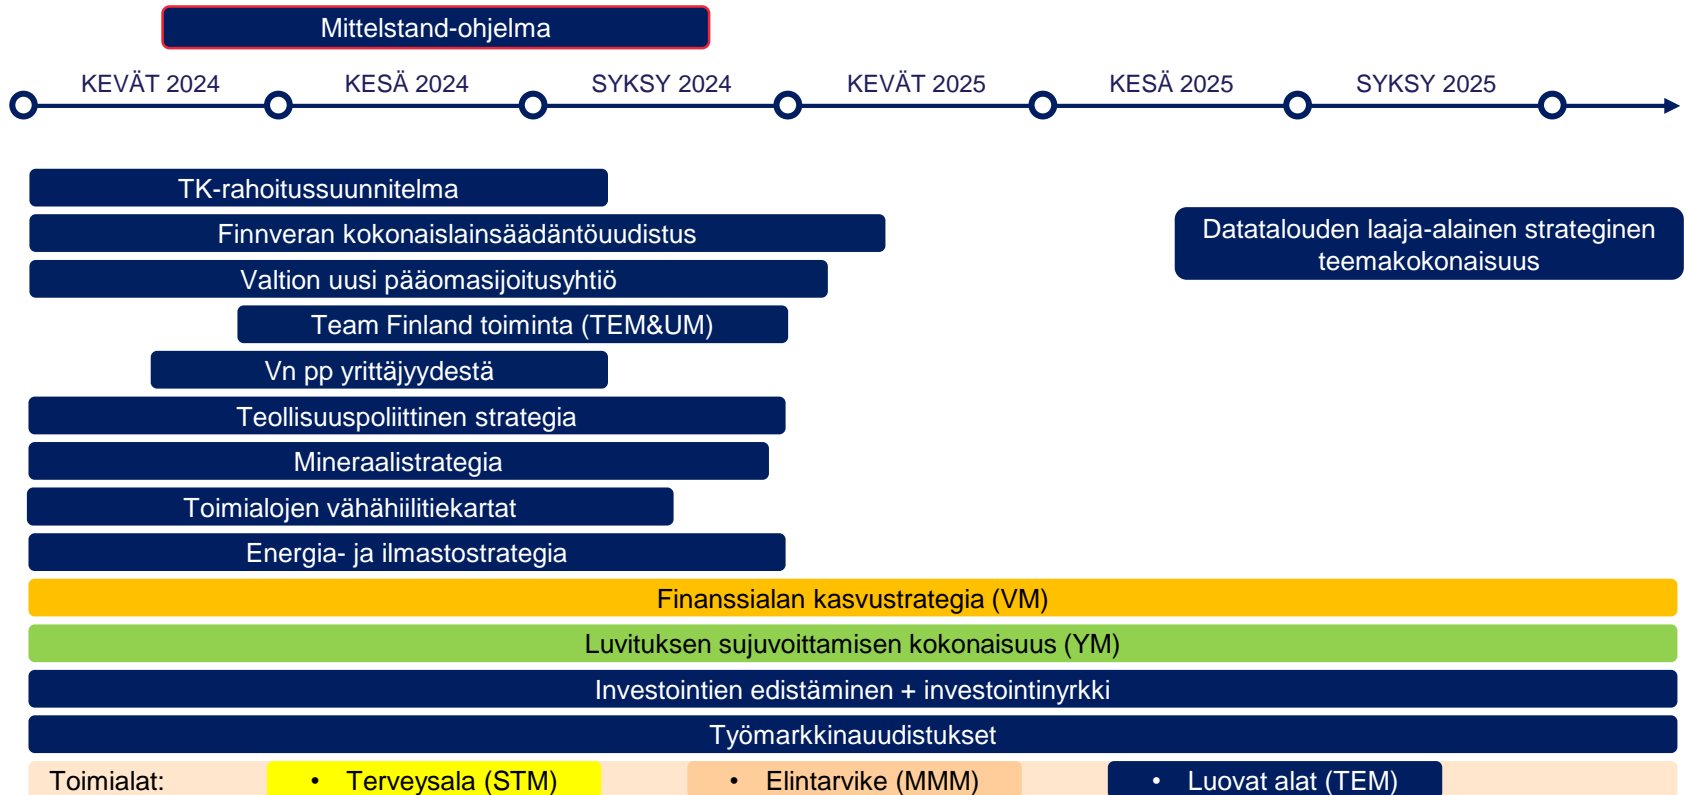 Mittelstand-ohjelma
KEVÄT 2024
KESÄ 2024
SYKSY 2024
KEVÄT 2025
KESÄ 2025
SYKSY 2025
TK-rahoitussuunnitelma
Finnveran kokonaislainsäädäntöuudistus
Datatalouden laaja-alainen strateginen
teemakokonaisuus
Valtion uusi pääomasijoitusyhtiö
Team Finland toiminta (TEM&UM)
Vn pp yrittäjyydestä
Teollisuuspoliittinen strategia
Mineraalistrategia
Toimialojen vähähiilitiekartat
Energia- ja ilmastostrategia
Finanssialan kasvustrategia (VM)
Luvituksen sujuvoittamisen kokonaisuus (YM)
Investointien edistäminen + investointinyrkki
Työmarkkinauudistukset
Toimialat:
• Terveysala (STM)
• Elintarvike (MMM)
• Luovat alat (TEM)